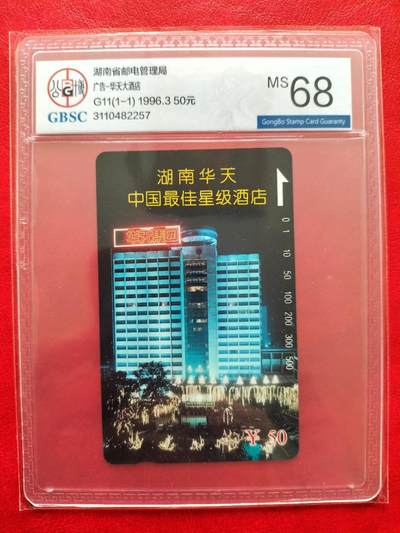 湖南省邮电管理局
广告-华天大酒店
G11(1-1) 1996.3 50元
3110482257
公 G 博
GBSC
MS 68
GongBo Stamp Card Guaranty
湖南华天
中国最佳星级酒店
0 1 10 50 100 200 300 500
¥ 50